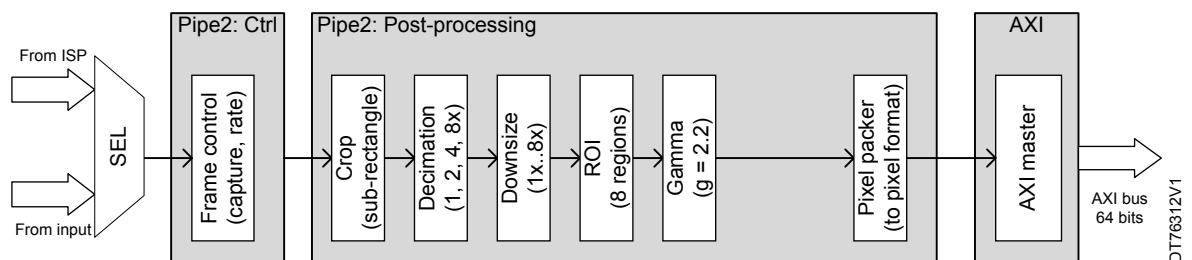 From ISP
From input
SEL
Pipe2: Ctrl
Frame control
(capture, rate)
Pipe2: Post-processing
Crop
(sub-rectangle)
Decimation
(1, 2, 4, 8x)
Downsize
(1x..8x)
ROI
(8 regions)
Gamma
(g = 2.2)
Pixel packer
(to pixel format)
AXI
AXI master
AXI bus
64 bits
DT76312V1